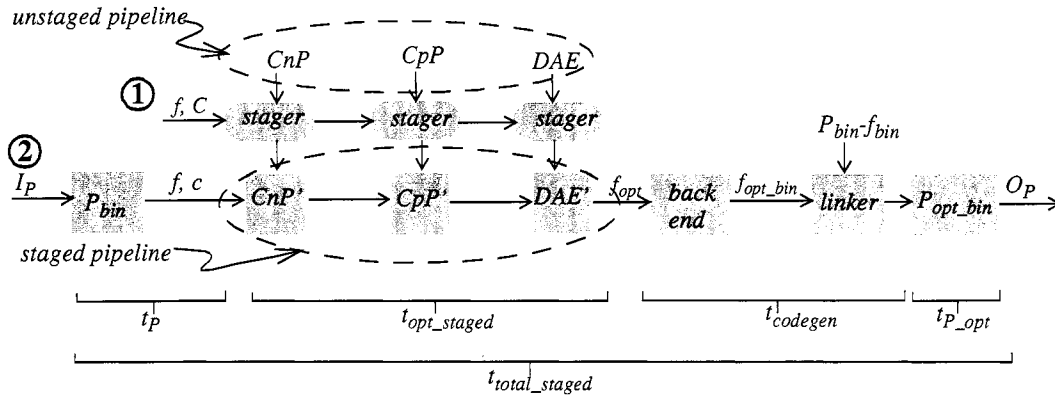 unstaged pipeline
CnP CpP DAE
1 f, C stager stager stager
P_bin-f_bin
2 I_P P_bin f, c CnP' CpP' DAE' f_opt back end f_opt_bin linker P_opt_bin O_P
staged pipeline
t_P t_opt_staged t_codegen t_P_opt
t_total_staged